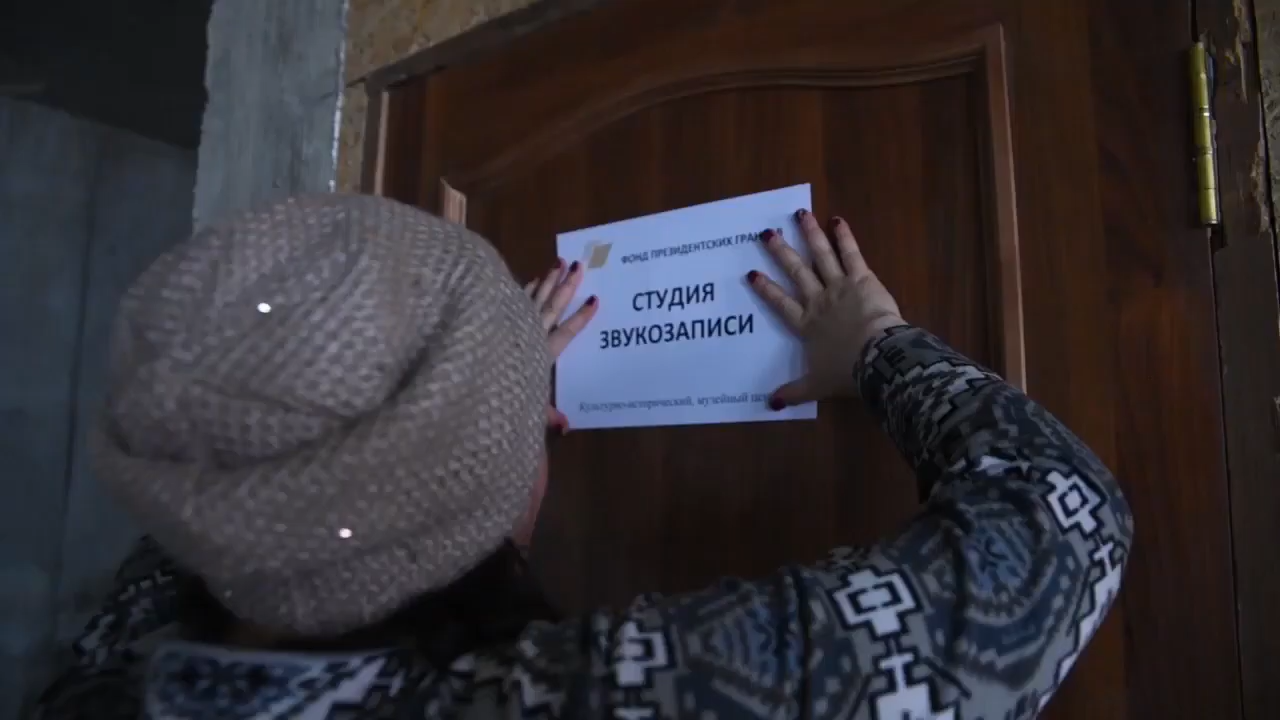 ФОНД ПРЕЗИДЕНТСКИХ
СТУДИЯ
ЗВУКОЗАПИСИ
Культурно-исторический, музейный